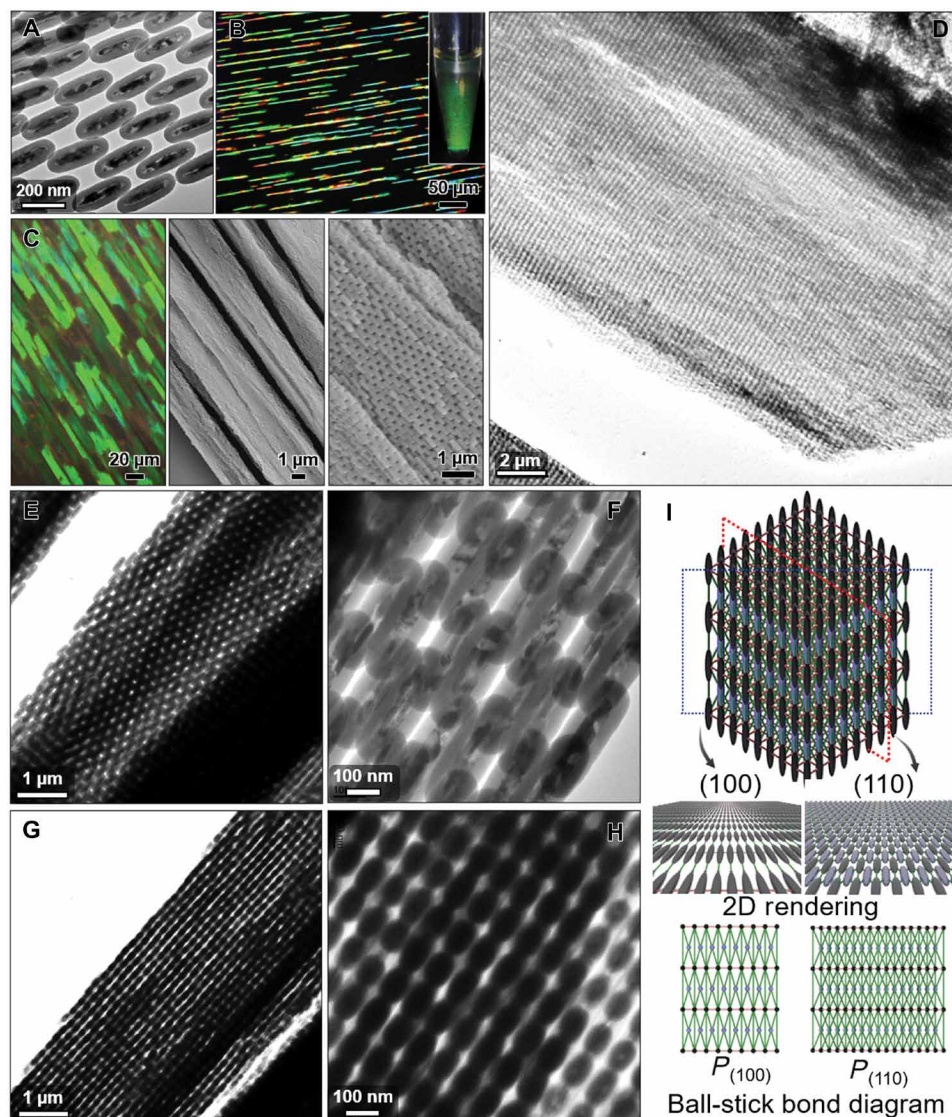 A
B
D
200 nm
50 µm
C
20 µm
1 µm
1 µm
2 µm
E
F
I
1 µm
100 nm
(100)
(110)
G
H
2D rendering
P(100)
P(110)
1 µm
100 nm
Ball-stick bond diagram